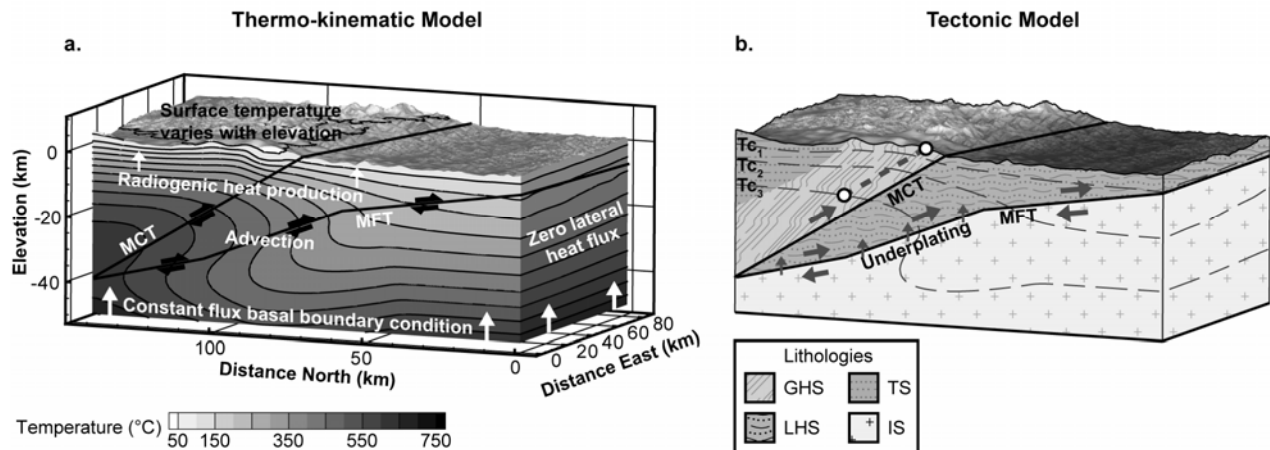 Thermo-kinematic Model
a.
Surface temperature
varies with elevation
Radiogenic heat production
MCT
Advection
MFT
Zero lateral
heat flux
Constant flux basal boundary condition
Elevation (km)
0
-20
-40
100
50
0
Distance North (km)
0
20
40
60
80
Distance East (km)
Temperature (°C)
50 150 350 550 750
Tectonic Model
b.
Tc1
Tc2
Tc3
MCT
MFT
Underplating
Lithologies
GHS
TS
LHS
IS